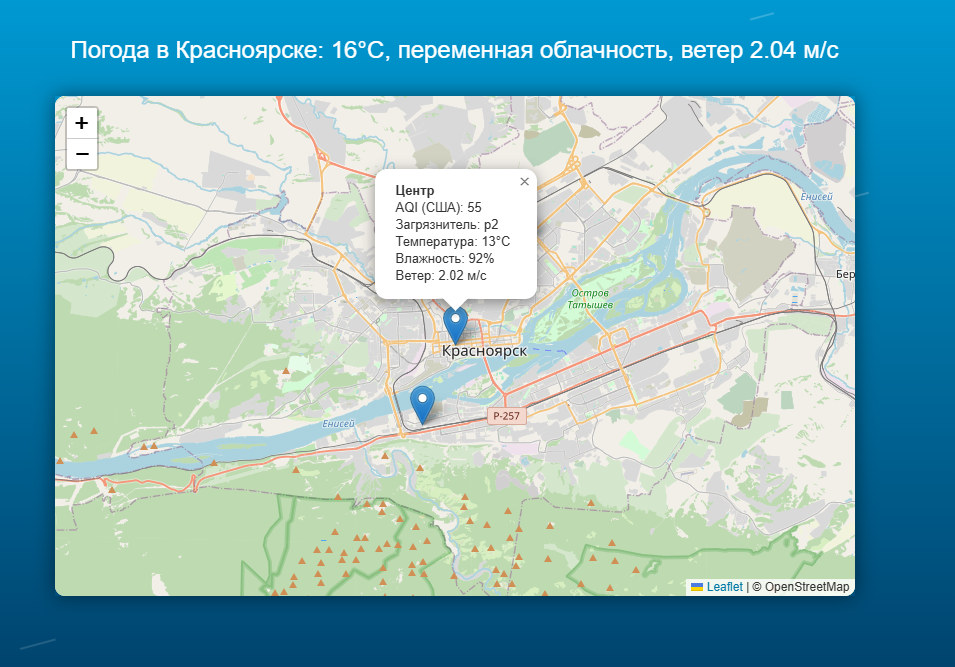 Погода в Красноярске: 16°C, переменная облачность, ветер 2.04 м/с
+
−
×
Центр
AQI (США): 55
Загрязнитель: p2
Температура: 13°C
Влажность: 92%
Ветер: 2.02 м/с
Енисей
Бер
Остров
Татышев
Красноярск
Р-257
Енисей
Leaflet | © OpenStreetMap